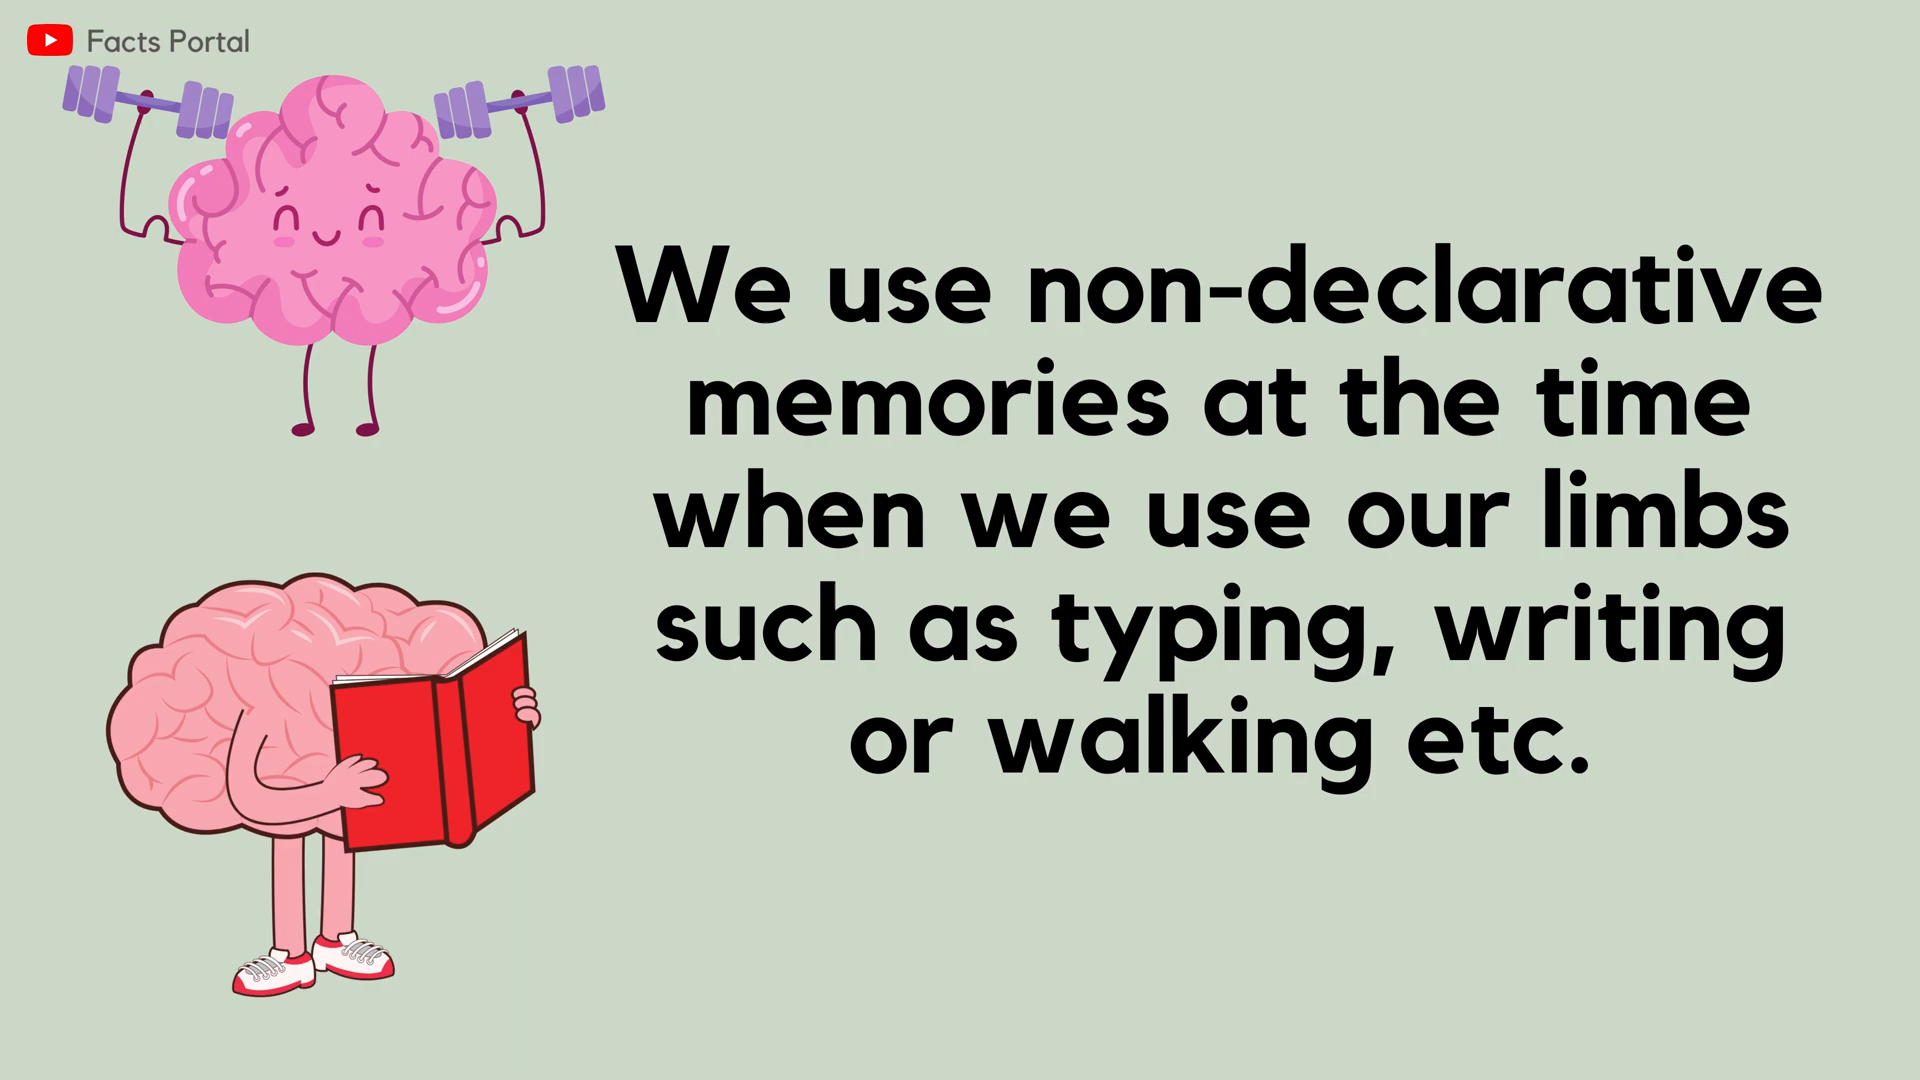 Facts Portal
We use non-declarative
memories at the time
when we use our limbs
such as typing, writing
or walking etc.